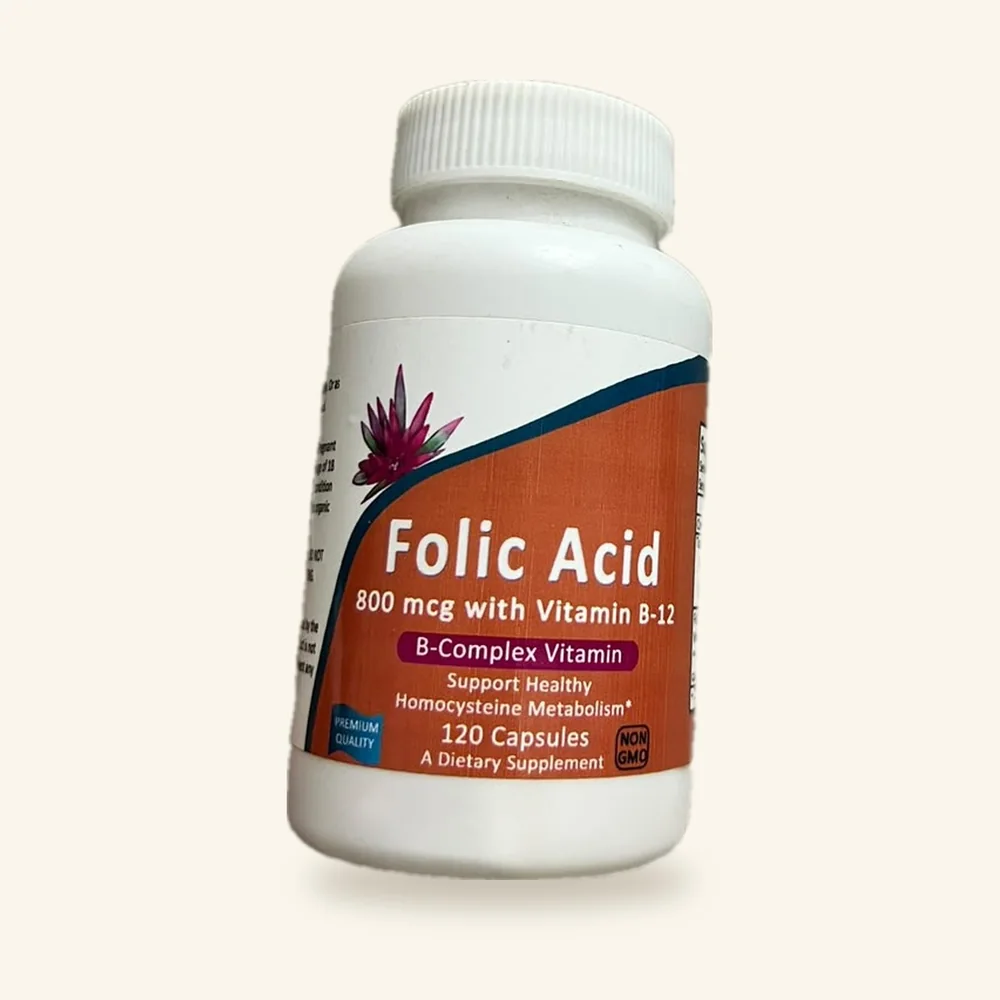 Folic Acid
800 mcg with Vitamin B-12
B-Complex Vitamin
Support Healthy
Homocysteine Metabolism*
120 Capsules
A Dietary Supplement
PREMIUM
QUALITY
NON
GMO